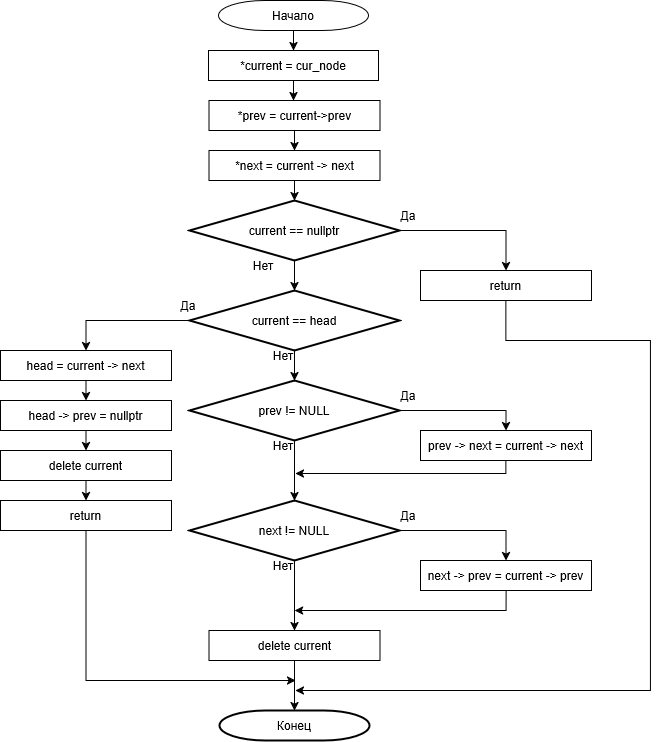 Начало
*current = cur_node
*prev = current->prev
*next = current -> next
current == nullptr
Да
Нет
return
current == head
Да
Нет
head = current -> next
head -> prev = nullptr
delete current
return
prev != NULL
Да
Нет
prev -> next = current -> next
next != NULL
Да
Нет
next -> prev = current -> prev
delete current
Конец